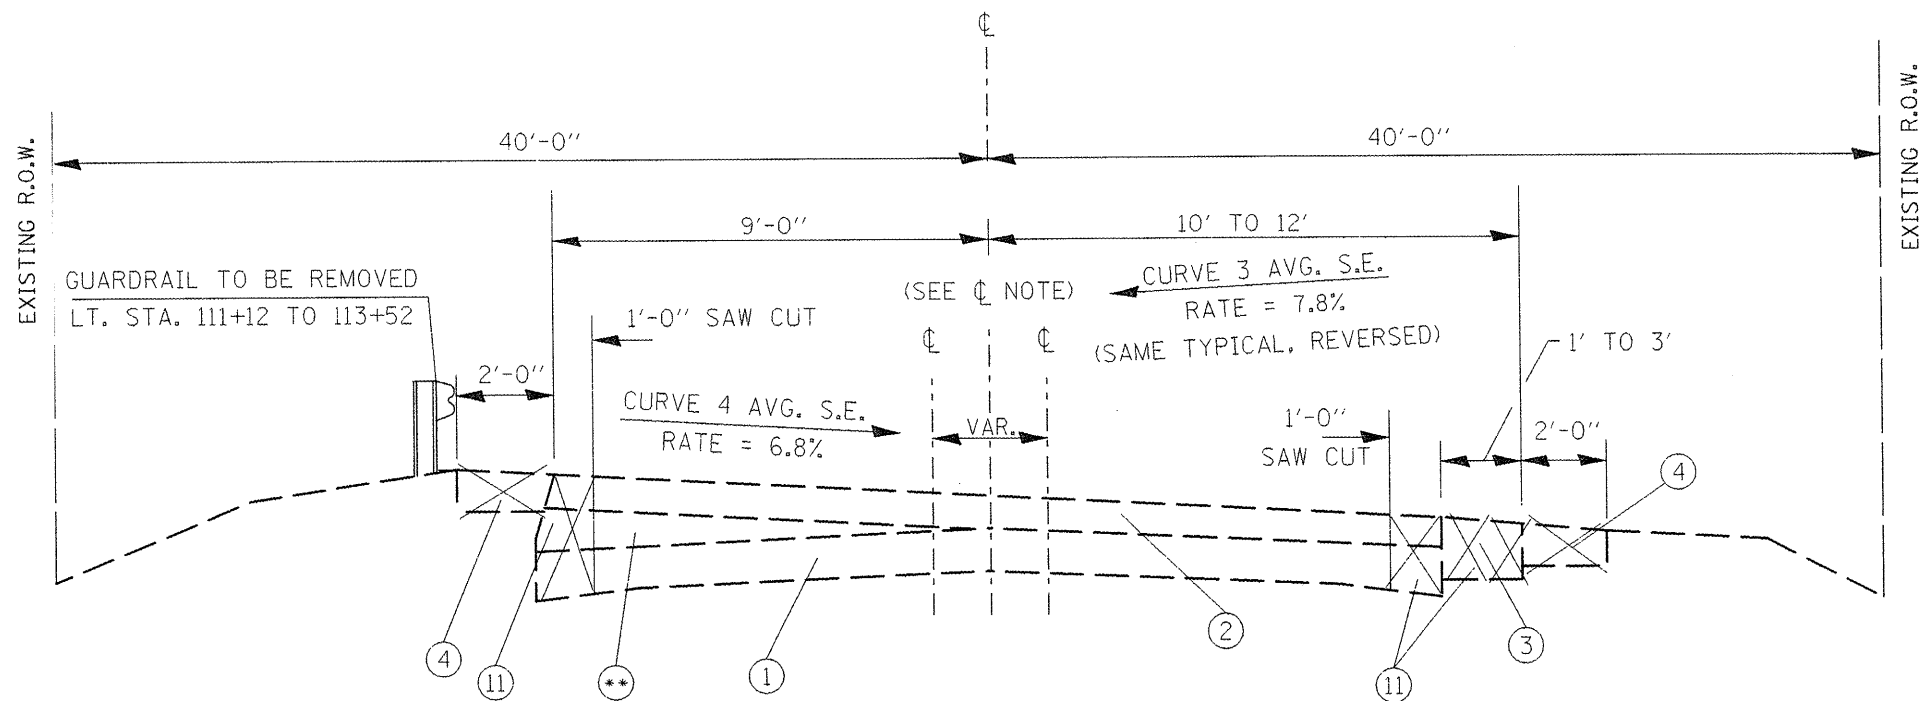 ℄
EXISTING R.O.W.
40'-0"
40'-0"
EXISTING R.O.W.
9'-0"
10' TO 12'
GUARDRAIL TO BE REMOVED
LT. STA. 111+12 TO 113+52
1'-0" SAW CUT
(SEE ℄ NOTE)
CURVE 3 AVG. S.E.
RATE = 7.8%
(SAME TYPICAL, REVERSED)
℄
℄
1' TO 3'
2'-0"
CURVE 4 AVG. S.E.
RATE = 6.8%
VAR.
1'-0"
SAW CUT
2'-0"
4
4
11
**
1
2
11
3